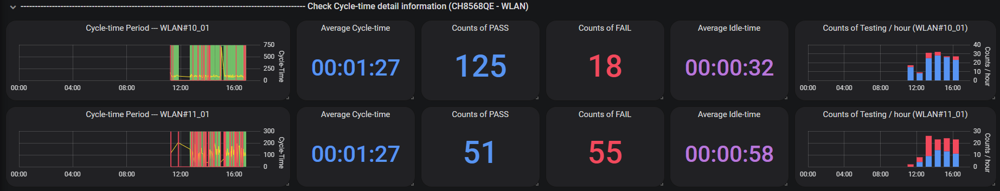 ------------------------------------------------------------------------------------------------------------------------ Check Cycle-time detail information (CH8568QE - WLAN)
Cycle-time Period --- WLAN#10_01
750
500
250
0
Cycle-Time
00:00 04:00 08:00 12:00 16:00
Average Cycle-time
00:01:27
Counts of PASS
125
Counts of FAIL
18
Average Idle-time
00:00:32
Counts of Testing / hour (WLAN#10_01)
40
30
20
10
0
Counts / hour
00:00 04:00 08:00 12:00 16:00
Cycle-time Period --- WLAN#11_01
300
200
100
0
Cycle-Time
00:00 04:00 08:00 12:00 16:00
Average Cycle-time
00:01:27
Counts of PASS
51
Counts of FAIL
55
Average Idle-time
00:00:58
Counts of Testing / hour (WLAN#11_01)
30
20
10
0
Counts / hour
00:00 04:00 08:00 12:00 16:00